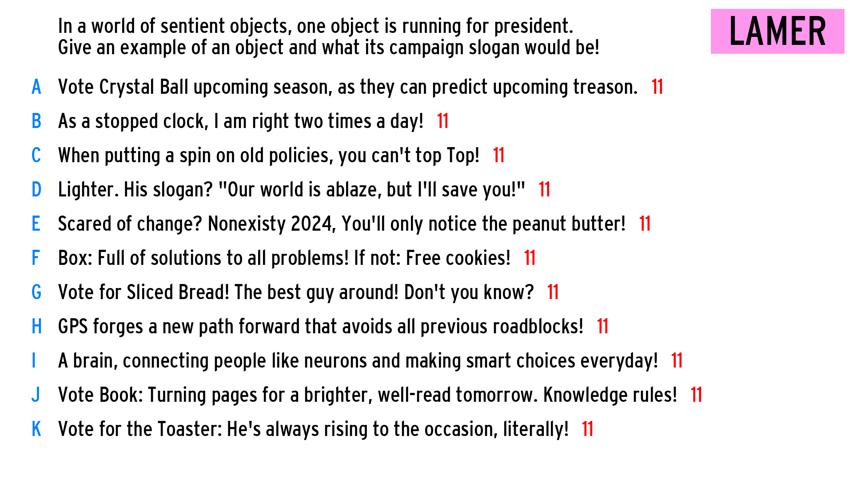 In a world of sentient objects, one object is running for president.
Give an example of an object and what its campaign slogan would be!
LAMER
A Vote Crystal Ball upcoming season, as they can predict upcoming treason. 11
B As a stopped clock, I am right two times a day! 11
C When putting a spin on old policies, you can't top Top! 11
D Lighter. His slogan? "Our world is ablaze, but I'll save you!" 11
E Scared of change? Nonexisty 2024, You'll only notice the peanut butter! 11
F Box: Full of solutions to all problems! If not: Free cookies! 11
G Vote for Sliced Bread! The best guy around! Don't you know? 11
H GPS forges a new path forward that avoids all previous roadblocks! 11
I A brain, connecting people like neurons and making smart choices everyday! 11
J Vote Book: Turning pages for a brighter, well-read tomorrow. Knowledge rules! 11
K Vote for the Toaster: He's always rising to the occasion, literally! 11